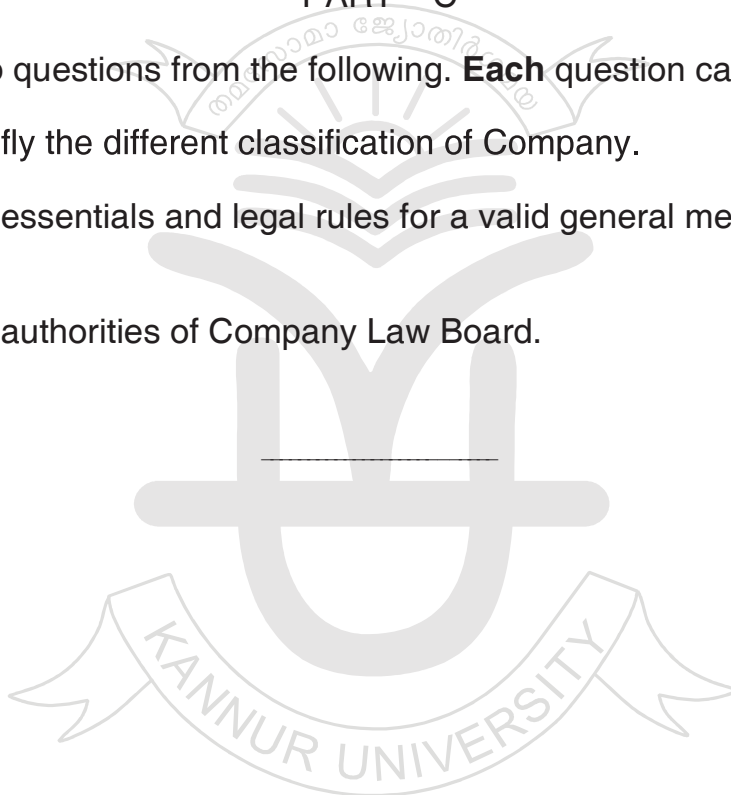 PART – C
questions from the following. Each question ca
fly the different classification of Company.
essentials and legal rules for a valid general me
authorities of Company Law Board.
KANNUR UNIVERSITY